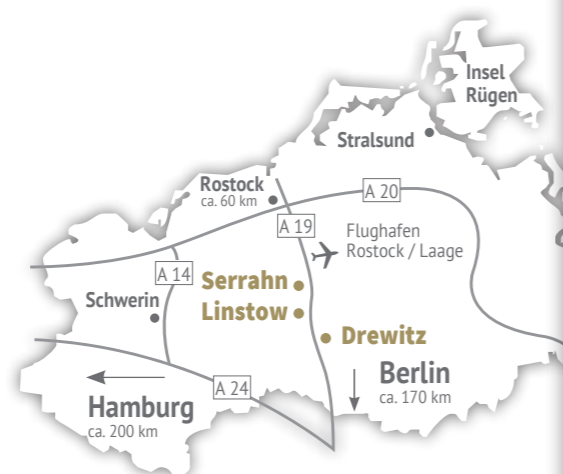 Insel
Rügen
Stralsund
Rostock
ca. 60 km
A 20
A 19
Flughafen
Rostock / Laage
A 14
Serrahn
Schwerin
Linstow
Drewitz
Berlin
ca. 170 km
A 24
Hamburg
ca. 200 km